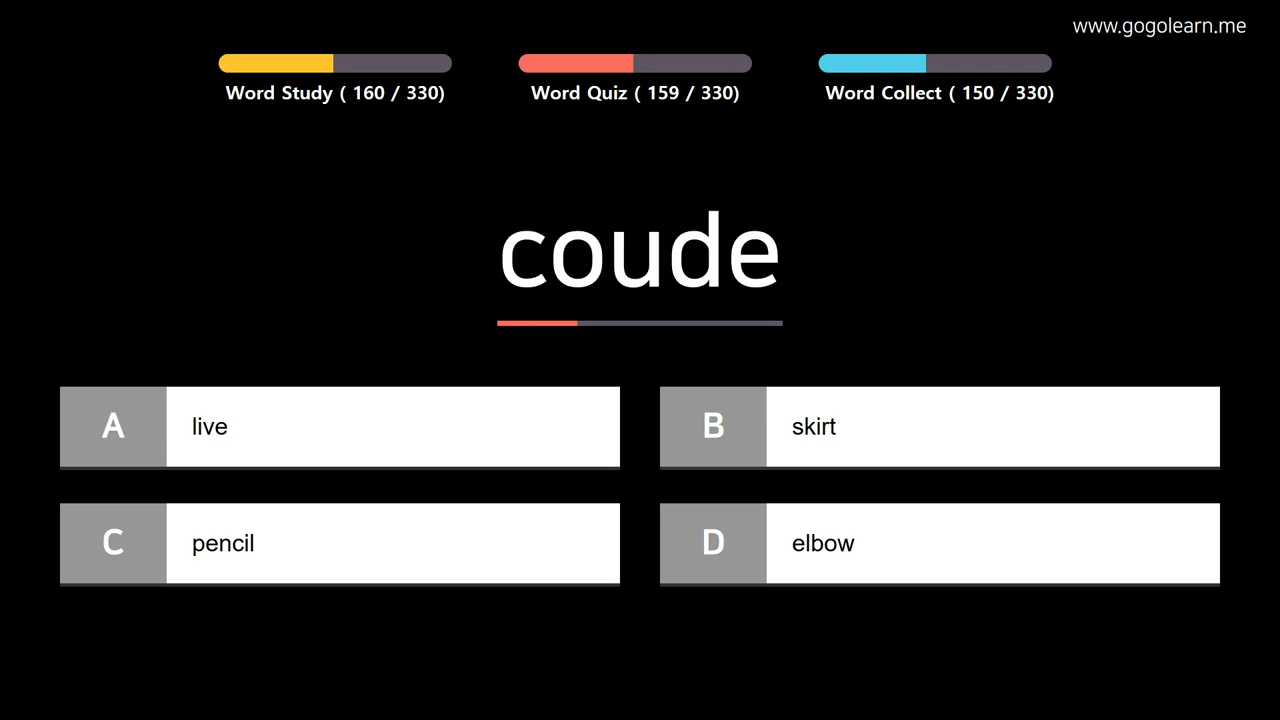 www.gogolearn.me
Word Study ( 160 / 330)
Word Quiz ( 159 / 330)
Word Collect ( 150 / 330)
coude
A live
B skirt
C pencil
D elbow